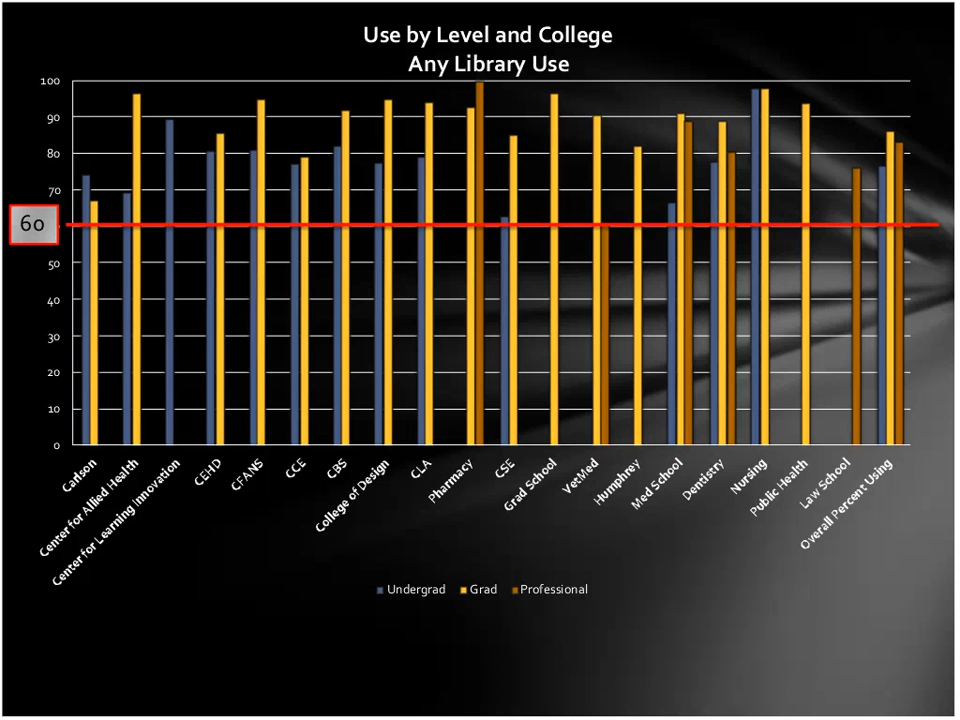 Use by Level and College
Any Library Use
100
90
80
70
60
50
40
30
20
10
0
Carlson
Center for Allied Health
Center for Learning Innovation
CEHD
CFANS
CCE
CBS
College of Design
CLA
Pharmacy
CSE
Grad School
VetMed
Humphrey
Med School
Dentistry
Nursing
Public Health
Law School
Overall Percent Using
Undergrad Grad Professional